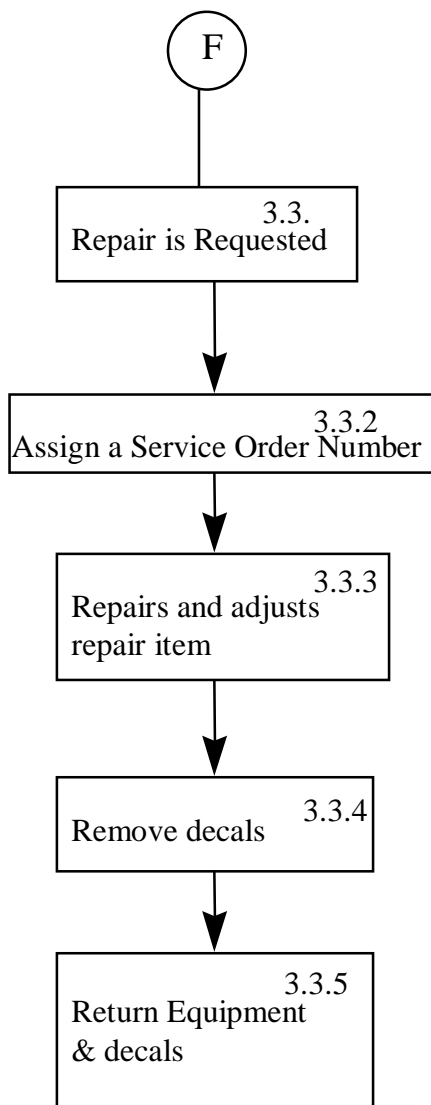 F
3.3.
Repair is Requested
3.3.2
Assign a Service Order Number
3.3.3
Repairs and adjusts
repair item
3.3.4
Remove decals
3.3.5
Return Equipment
& decals